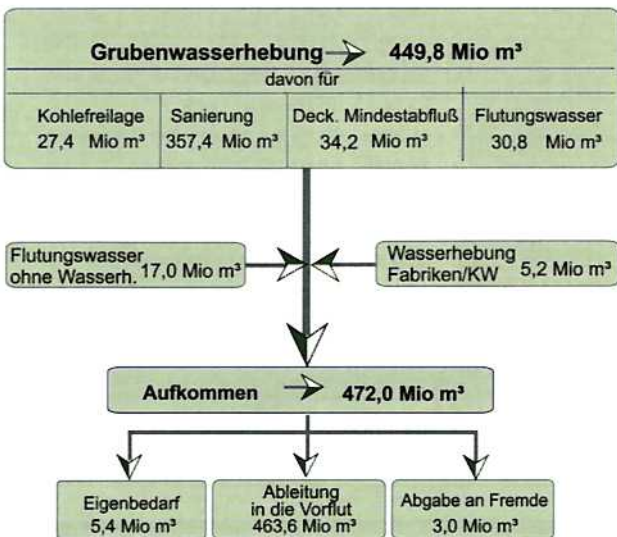 Grubenwasserhebung 449,8 Mio m³
davon für
Kohlefreilage Sanierung Deck. Mindestabfluß Flutungswasser
27,4 Mio m³ 357,4 Mio m³ 34,2 Mio m³ 30,8 Mio m³
Flutungswasser
ohne Wasserh. 17,0 Mio m³
Wasserhebung
Fabriken/KW 5,2 Mio m³
Aufkommen 472,0 Mio m³
Eigenbedarf
5,4 Mio m³
Ableitung
in die Vorflut
463,6 Mio m³
Abgabe an Fremde
3,0 Mio m³